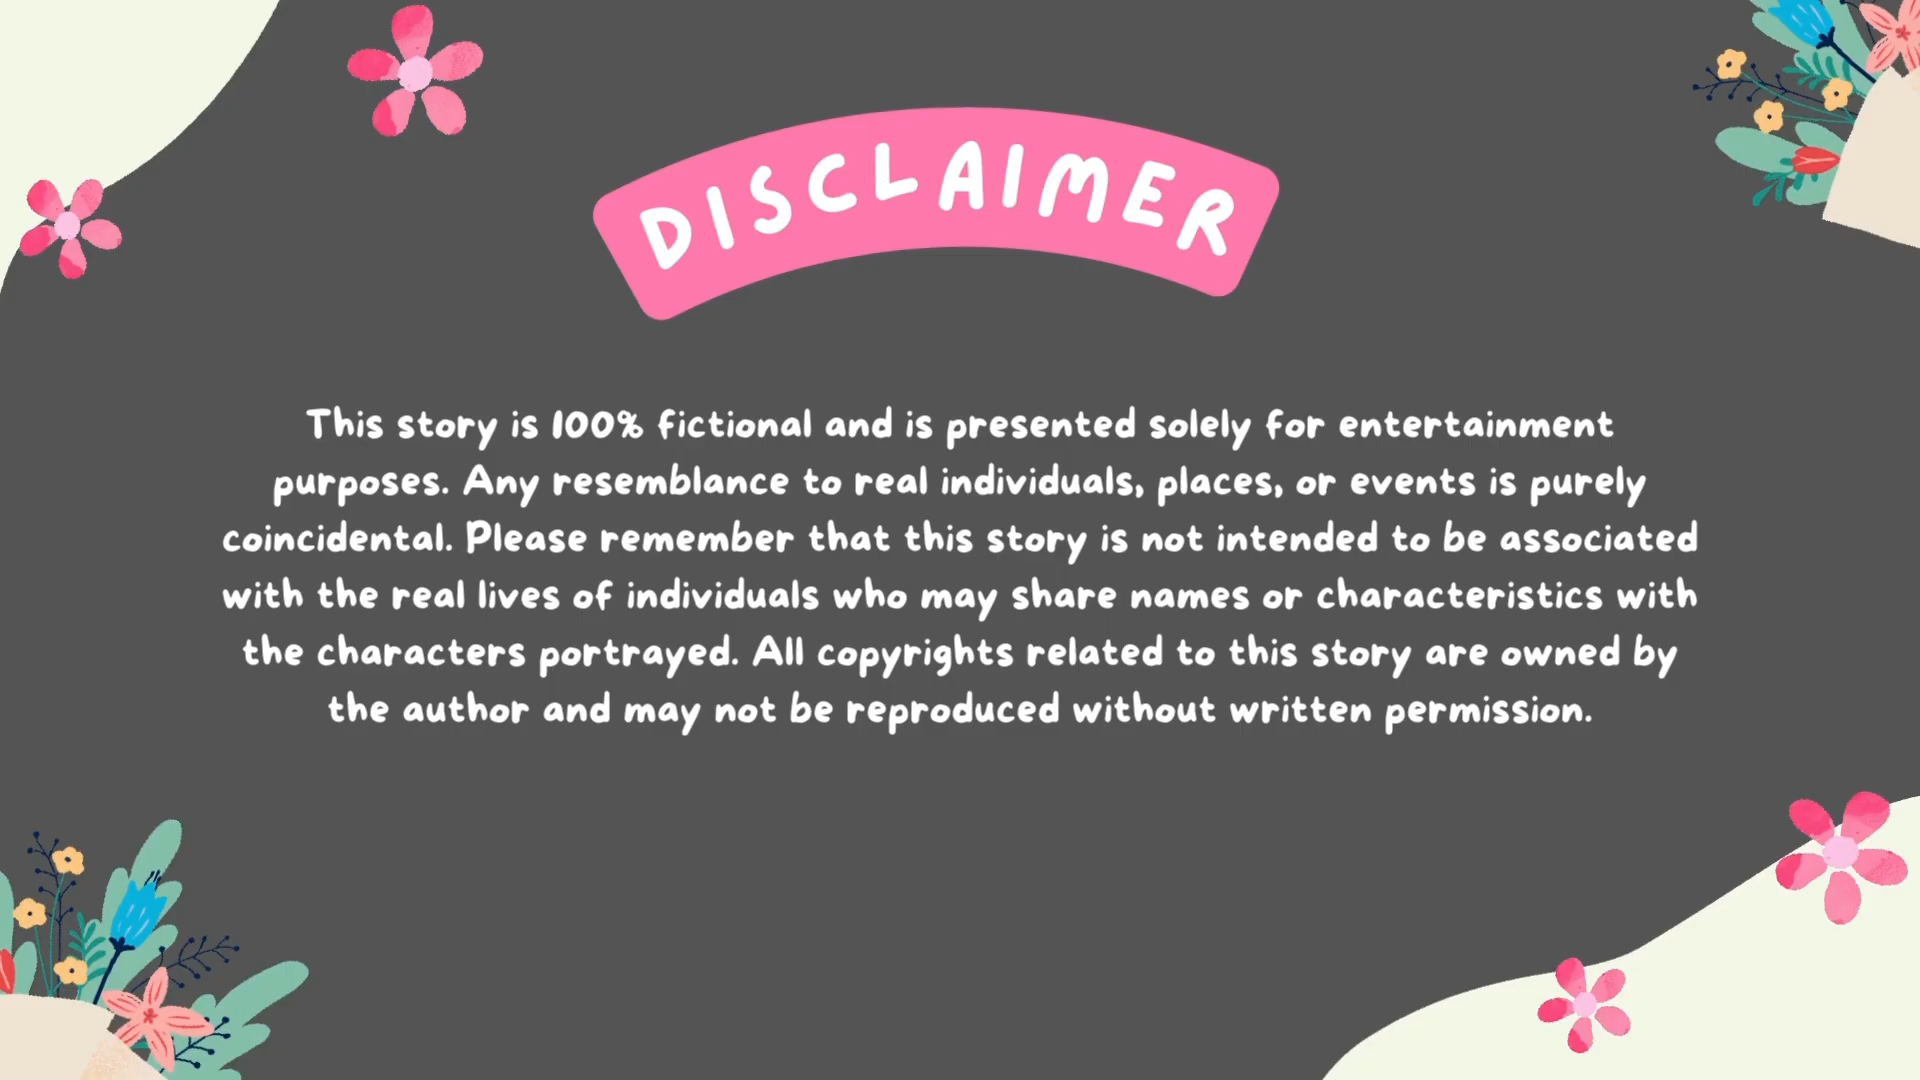 DISCLAIMER
This story is 100% fictional and is presented solely for entertainment
purposes. Any resemblance to real individuals, places, or events is purely
coincidental. Please remember that this story is not intended to be associated
with the real lives of individuals who may share names or characteristics with
the characters portrayed. All copyrights related to this story are owned by
the author and may not be reproduced without written permission.